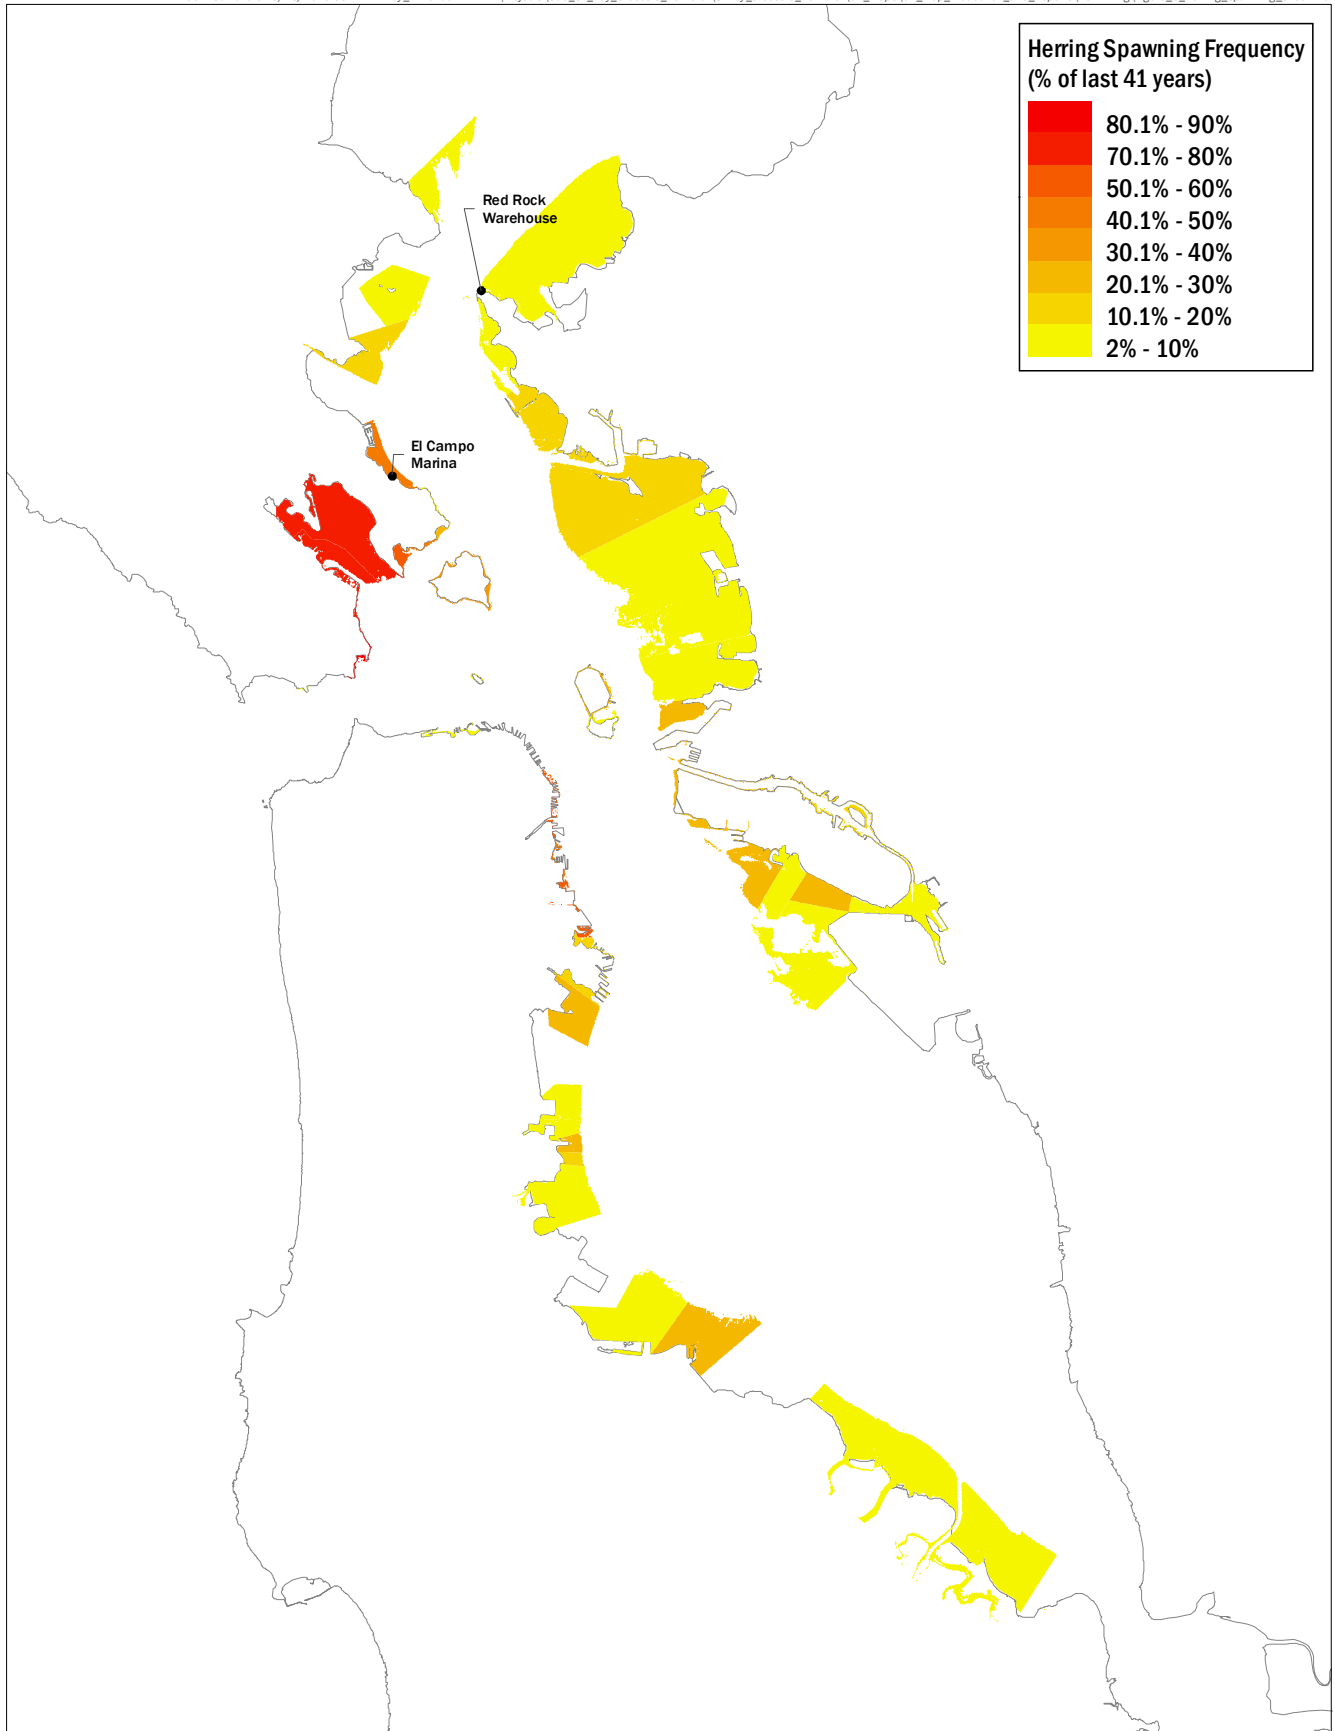 Herring Spawning Frequency
(% of last 41 years)
80.1% - 90%
70.1% - 80%
50.1% - 60%
40.1% - 50%
30.1% - 40%
20.1% - 30%
10.1% - 20%
2% - 10%
Red Rock
Warehouse
El Campo
Marina